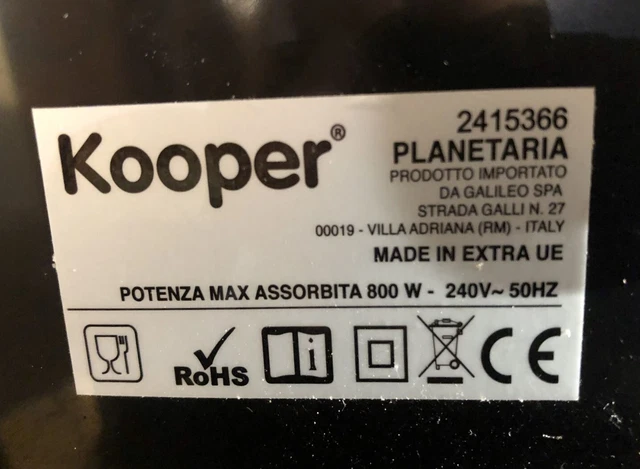 Kooper®
2415366
PLANETARIA
PRODOTTO IMPORTATO
DA GALILEO SPA
STRADA GALLI N. 27
00019 - VILLA ADRIANA (RM) - ITALY
MADE IN EXTRA UE
POTENZA MAX ASSORBITA 800 W - 240V~ 50HZ
RoHS
i
CE